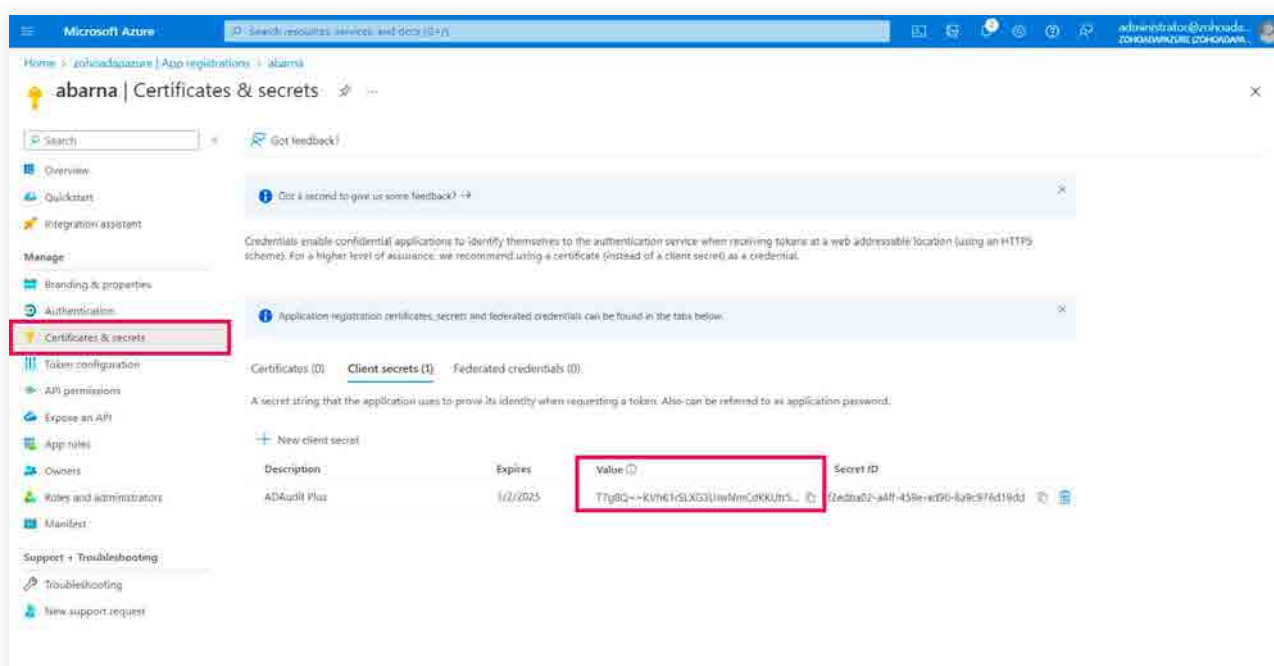 Microsoft Azure
Search resources, services, and docs (G+/)
administrator@zohoada...
Home > zohoadapazure | App registrations > abarna
abarna | Certificates & secrets
Search
Got feedback?
Overview
Quickstart
Integration assistant
Got a second to give us some feedback?
Credentials enable confidential applications to identify themselves to the authentication service when receiving tokens at a web addressable location (using an HTTPS
scheme). For a higher level of assurance, we recommend using a certificate (instead of a client secret) as a credential.
Manage
Branding & properties
Authentication
Certificates & secrets
Token configuration
API permissions
Expose an API
App roles
Owners
Roles and administrators
Manifest
Application registration certificates, secrets and federated credentials can be found in the tabs below.
Certificates (0) Client secrets (1) Federated credentials (0)
A secret string that the application uses to prove its identity when requesting a token. Also can be referred to as application password.
New client secret
Description Expires Value Secret ID
ADAudit Plus 1/2/2025
Support + Troubleshooting
Troubleshooting
New support request